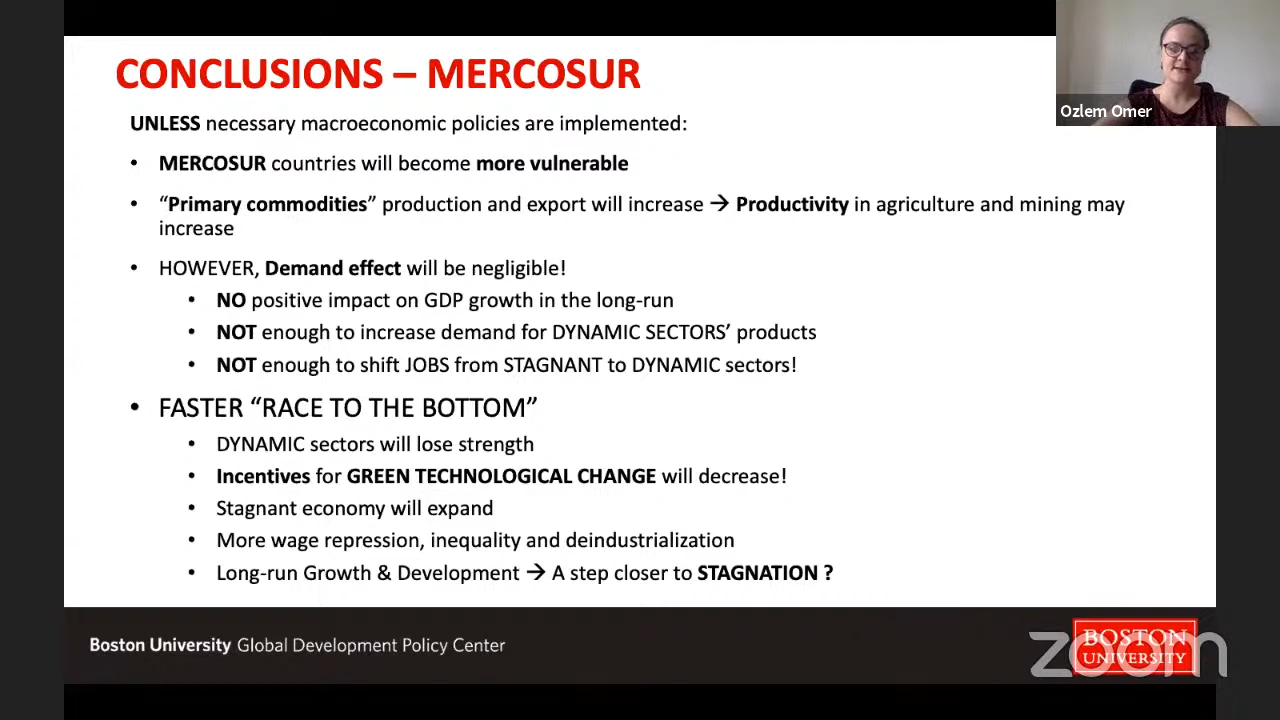 CONCLUSIONS – MERCOSUR
Ozlem Omer
UNLESS necessary macroeconomic policies are implemented:
• MERCOSUR countries will become more vulnerable
• “Primary commodities” production and export will increase → Productivity in agriculture and mining may
increase
• HOWEVER, Demand effect will be negligible!
• NO positive impact on GDP growth in the long-run
• NOT enough to increase demand for DYNAMIC SECTORS’ products
• NOT enough to shift JOBS from STAGNANT to DYNAMIC sectors!
• FASTER “RACE TO THE BOTTOM”
• DYNAMIC sectors will lose strength
• Incentives for GREEN TECHNOLOGICAL CHANGE will decrease!
• Stagnant economy will expand
• More wage repression, inequality and deindustrialization
• Long-run Growth & Development → A step closer to STAGNATION ?
Boston University Global Development Policy Center
BOSTON
UNIVERSITY
zoom